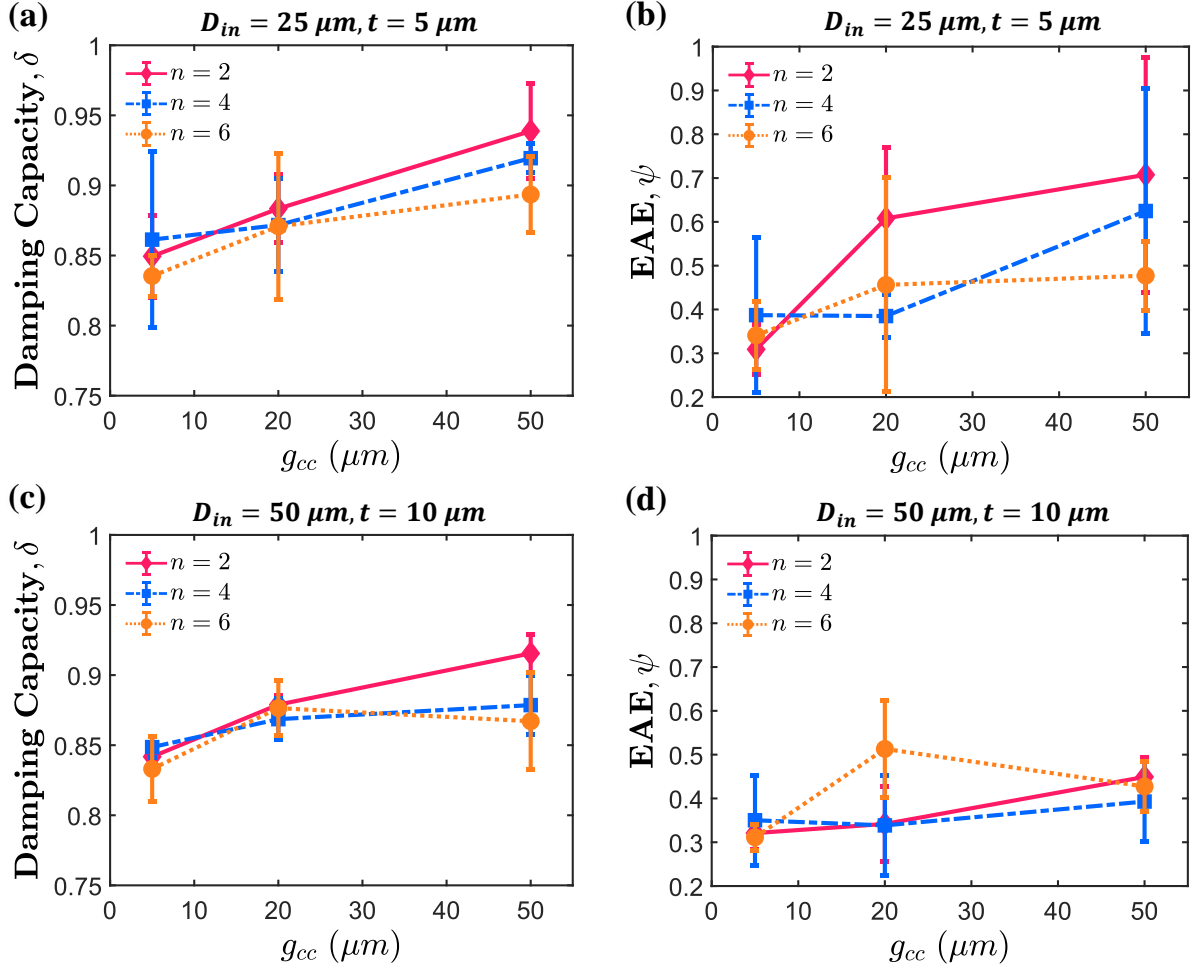 (a)
D_in = 25 μm, t = 5 μm
Damping Capacity, δ
1
0.95
0.9
0.85
0.8
0.75
n = 2
n = 4
n = 6
0 10 20 30 40 50
g_cc (μm)
(b)
D_in = 25 μm, t = 5 μm
EAE, ψ
1
0.9
0.8
0.7
0.6
0.5
0.4
0.3
0.2
n = 2
n = 4
n = 6
0 10 20 30 40 50
g_cc (μm)
(c)
D_in = 50 μm, t = 10 μm
Damping Capacity, δ
1
0.95
0.9
0.85
0.8
0.75
n = 2
n = 4
n = 6
0 10 20 30 40 50
g_cc (μm)
(d)
D_in = 50 μm, t = 10 μm
EAE, ψ
1
0.9
0.8
0.7
0.6
0.5
0.4
0.3
0.2
n = 2
n = 4
n = 6
0 10 20 30 40 50
g_cc (μm)